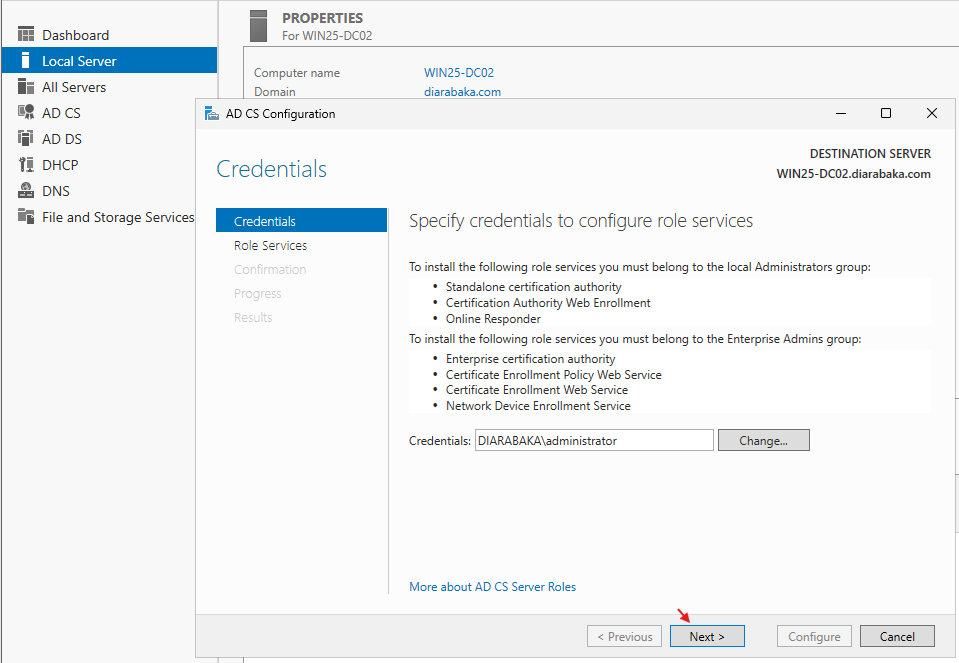 Dashboard
Local Server
All Servers
AD CS
AD DS
DHCP
DNS
File and Storage Services
PROPERTIES
For WIN25-DC02
Computer name WIN25-DC02
Domain diarabaka.com
AD CS Configuration
Credentials
DESTINATION SERVER
WIN25-DC02.diarabaka.com
Credentials
Role Services
Confirmation
Progress
Results
Specify credentials to configure role services
To install the following role services you must belong to the local Administrators group:
• Standalone certification authority
• Certification Authority Web Enrollment
• Online Responder
To install the following role services you must belong to the Enterprise Admins group:
• Enterprise certification authority
• Certificate Enrollment Policy Web Service
• Certificate Enrollment Web Service
• Network Device Enrollment Service
Credentials: DIARABAKA\administrator Change...
More about AD CS Server Roles
< Previous Next > Configure Cancel